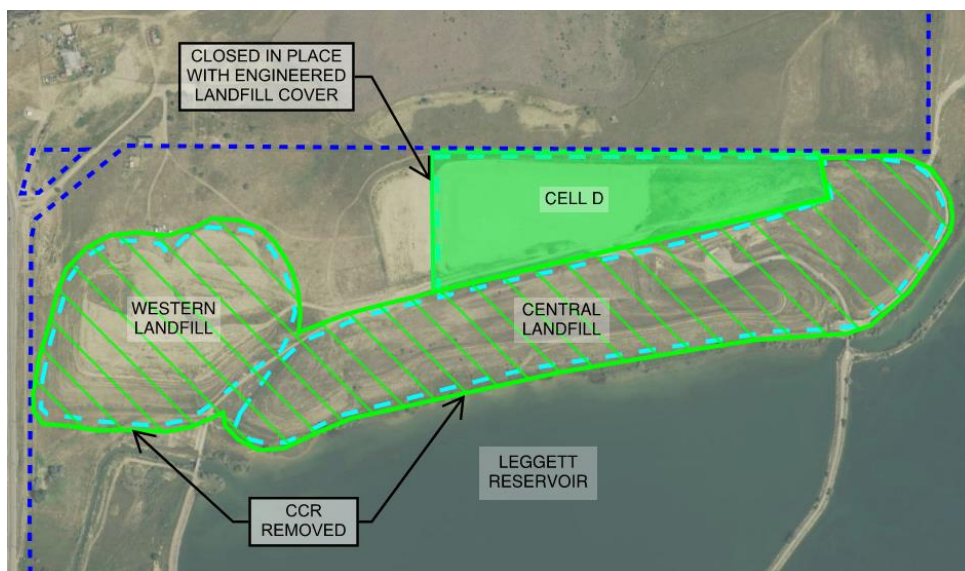 CLOSED IN PLACE
WITH ENGINEERED
LANDFILL COVER
CELL D
WESTERN
LANDFILL
CENTRAL
LANDFILL
LEGGETT
RESERVOIR
CCR
REMOVED